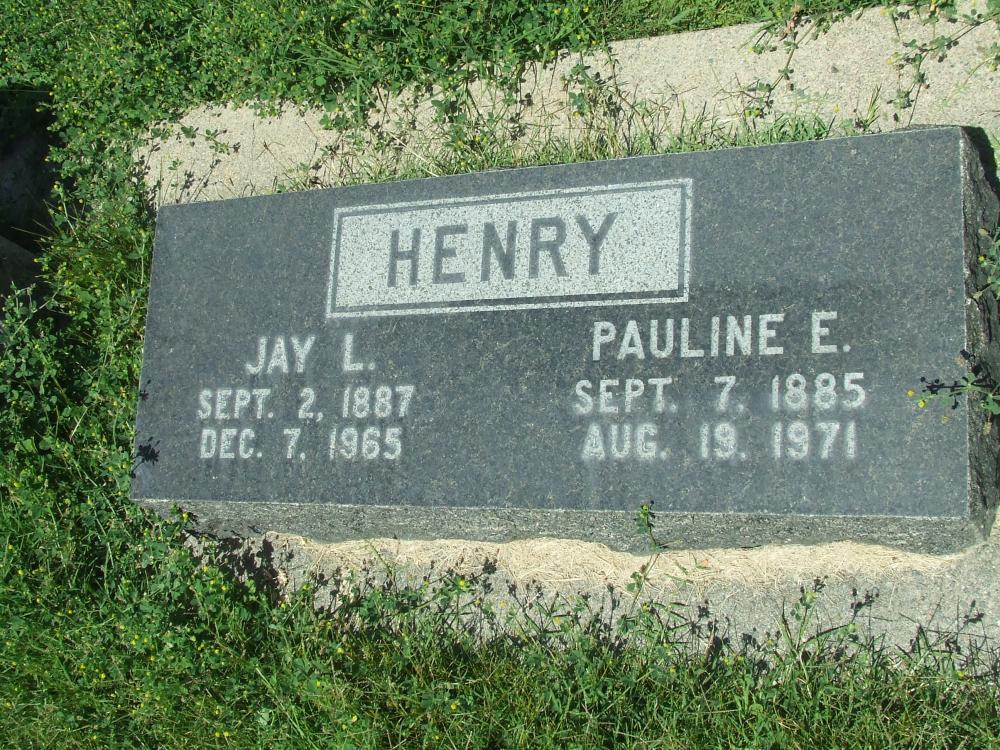 HENRY
JAY L.
SEPT. 2, 1887
DEC. 7, 1965
PAULINE E.
SEPT. 7, 1885
AUG. 19. 1971